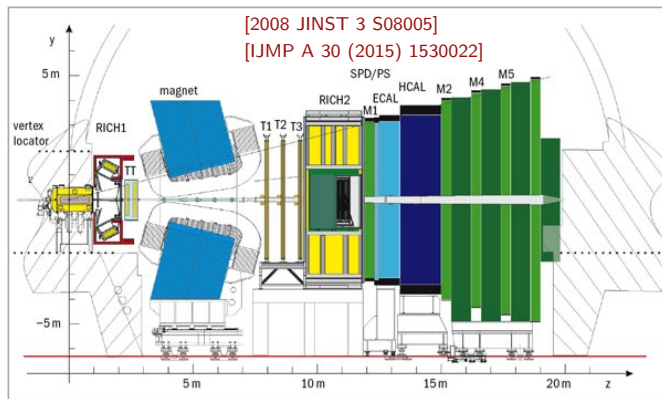 [2008 JINST 3 S08005]
[IJMP A 30 (2015) 1530022]
y
5 m
SPD/PS
HCAL
ECAL
M5
M4
M2
M1
magnet
RICH2
T3
T2
T1
vertex
locator
RICH1
TT
−5 m
5 m
10 m
15 m
20 m
z